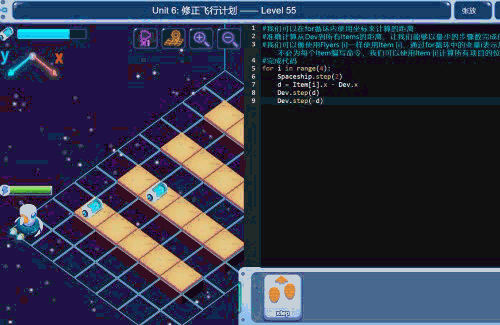 Unit 6: 修正飞行计划 —— Level 55
张放
y
x
1 #我们可以在for循环内使用坐标来计算的距离
2 #准确计算从Dev到所有Items的距离，让我们能够以最少的步骤数完成
3 #我们可以像使用Flyers [i]一样使用Item [i]。通过for循环中的变量i表示
不必为每个Item编写命令，我们可以使用Item [i]计算所有项目的位
4 #完成代码
5 for i in range(4):
6 Spaceship.step(2)
7 d = Item[i].x - Dev.x
8 Dev.step(d)
9 Dev.step(-d)
step